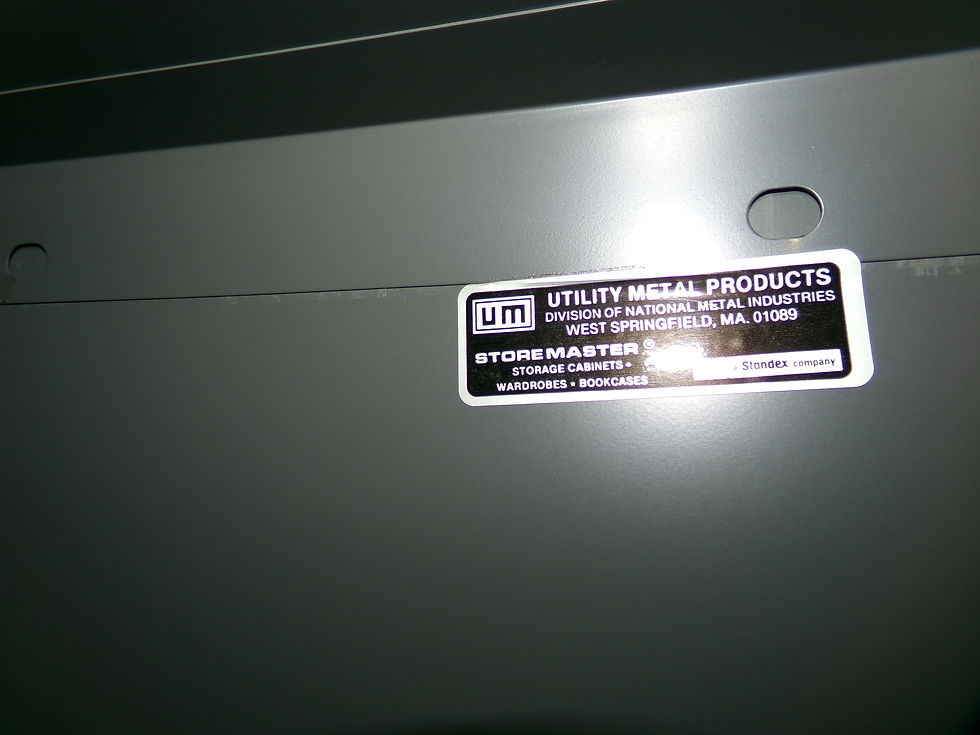 um
UTILITY METAL PRODUCTS
DIVISION OF NATIONAL METAL INDUSTRIES
WEST SPRINGFIELD, MA. 01089
STOREMASTER ®
STORAGE CABINETS •
WARDROBES • BOOKCASES
a Standex company